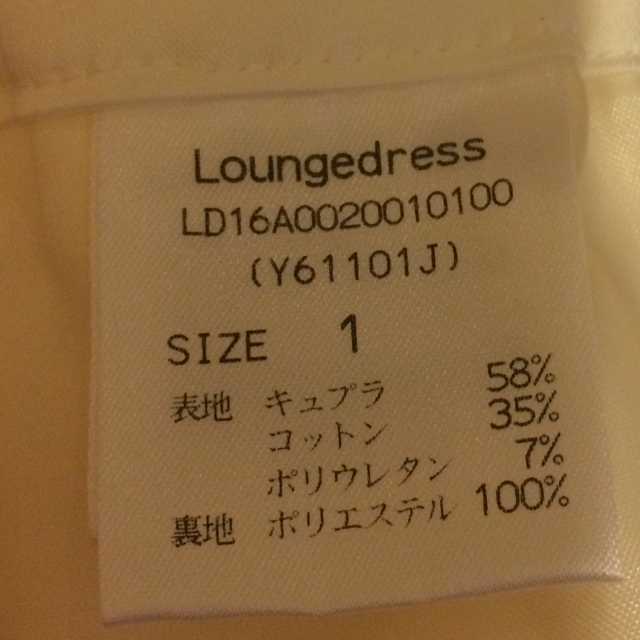 Loungedress
LD16A0020010100
(Y61101J)
SIZE 1
表地 キュプラ 58%
コットン 35%
ポリウレタン 7%
裏地 ポリエステル 100%